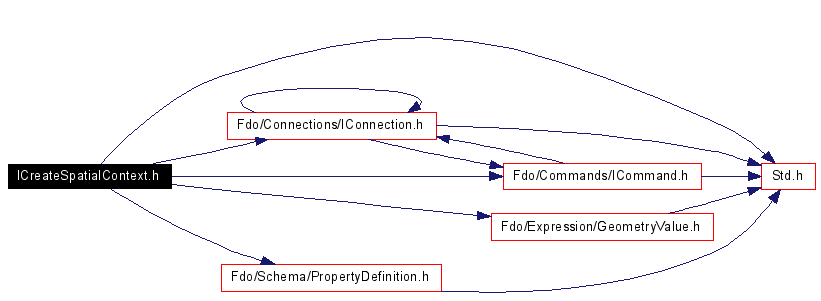 Fdo/Connections/IConnection.h
ICreateSpatialContext.h
Fdo/Commands/ICommand.h
Std.h
Fdo/Expression/GeometryValue.h
Fdo/Schema/PropertyDefinition.h